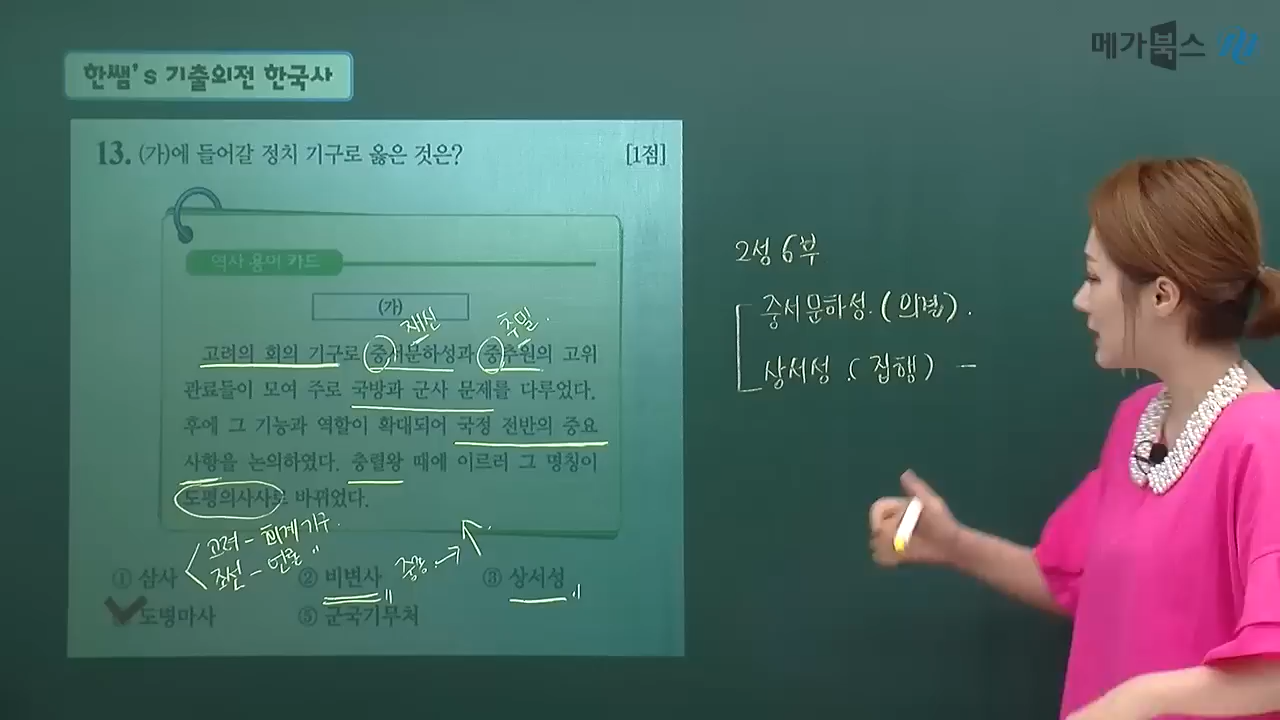 메가북스
한쌤's 기출외전 한국사
13. (가)에 들어갈 정치 기구로 옳은 것은? [1점]
역사 용어 카드
(가)
재신 추밀.
고려의 회의 기구로 중서문하성과 중추원의 고위
관료들이 모여 주로 국방과 군사 문제를 다루었다.
후에 그 기능과 역할이 확대되어 국정 전반의 중요
사항을 논의하였다. 충렬왕 때에 이르러 그 명칭이
도평의사사로 바뀌었다.
고려 - 회계기구.
조선 - 언론 〃
① 삼사 ② 비변사 ③ 상서성
도병마사 ⑤ 군국기무처
2성 6부
중서문하성. (의결).
상서성. (집행) -